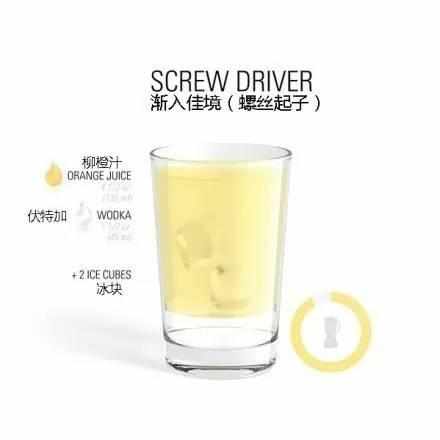 SCREW DRIVER
渐入佳境（螺丝起子）
柳橙汁
ORANGE JUICE
伏特加 WODKA
+ 2 ICE CUBES
冰块